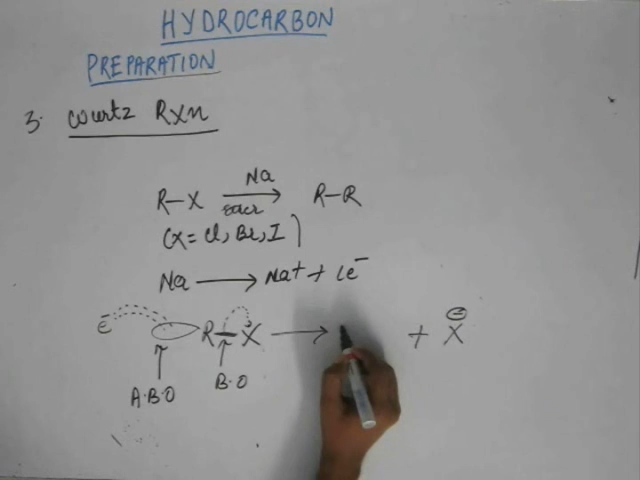 HYDROCARBON
PREPARATION
3. wurtz Rxn
Na
R-X → R-R
(X = Cl, Br, I)
Na → Na+ + 1e-
e- R-X → + X⊖
A.B.O B.O